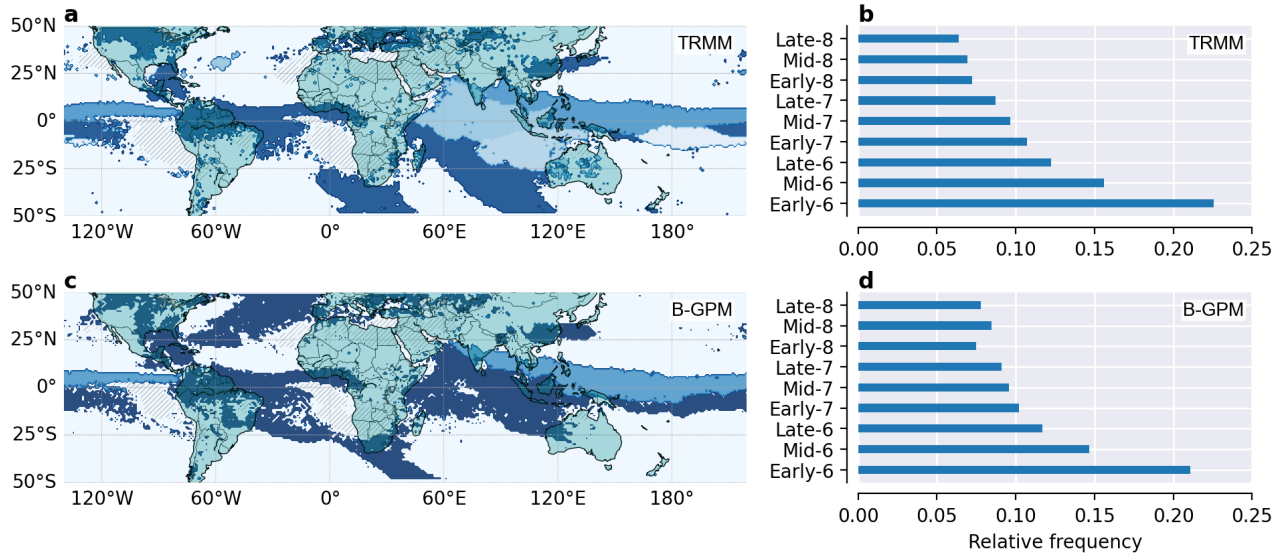 a
50°N
25°N
0°
25°S
50°S
TRMM
120°W 60°W 0° 60°E 120°E 180°
b
TRMM
Late-8
Mid-8
Early-8
Late-7
Mid-7
Early-7
Late-6
Mid-6
Early-6
0.00 0.05 0.10 0.15 0.20 0.25
c
50°N
25°N
0°
25°S
50°S
B-GPM
120°W 60°W 0° 60°E 120°E 180°
d
B-GPM
Late-8
Mid-8
Early-8
Late-7
Mid-7
Early-7
Late-6
Mid-6
Early-6
0.00 0.05 0.10 0.15 0.20 0.25
Relative frequency